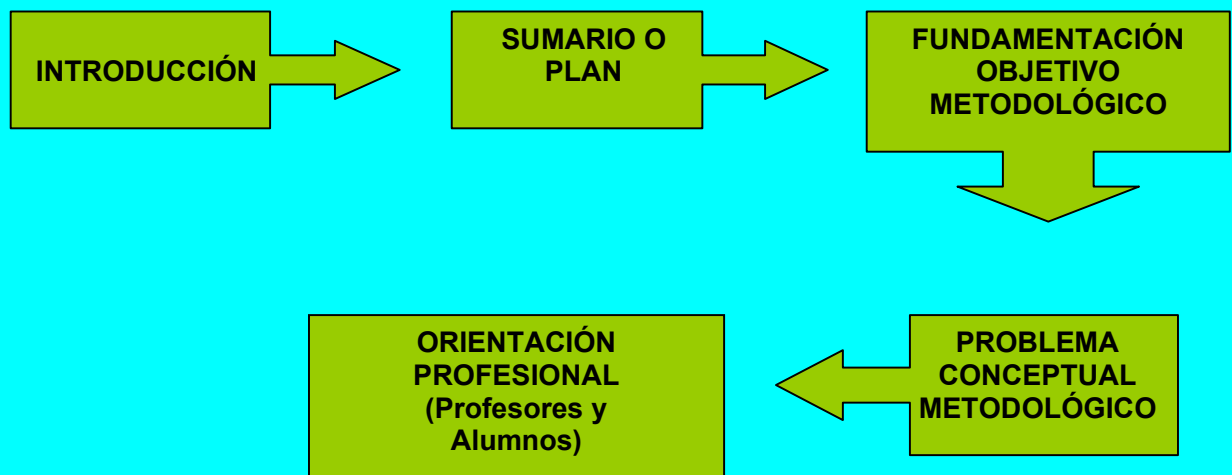 INTRODUCCIÓN
SUMARIO O
PLAN
FUNDAMENTACIÓN
OBJETIVO
METODOLÓGICO
PROBLEMA
CONCEPTUAL
METODOLÓGICO
ORIENTACIÓN
PROFESIONAL
(Profesores y
Alumnos)